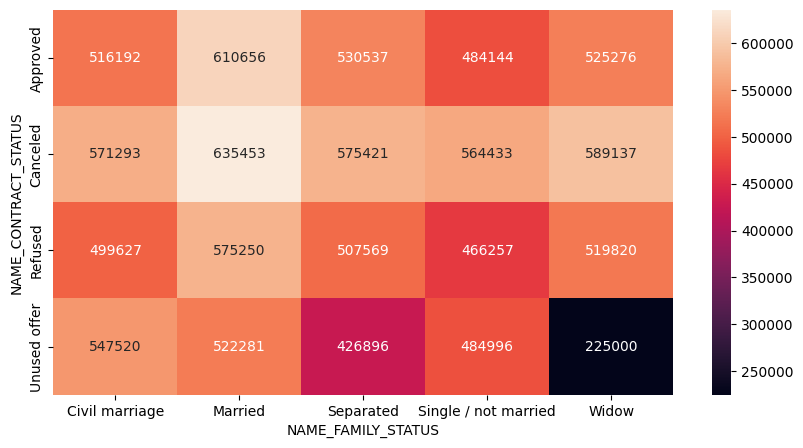 NAME_CONTRACT_STATUS
Approved
516192 610656 530537 484144 525276
Canceled
571293 635453 575421 564433 589137
Refused
499627 575250 507569 466257 519820
Unused offer
547520 522281 426896 484996 225000
Civil marriage Married Separated Single / not married Widow
NAME_FAMILY_STATUS
600000
550000
500000
450000
400000
350000
300000
250000